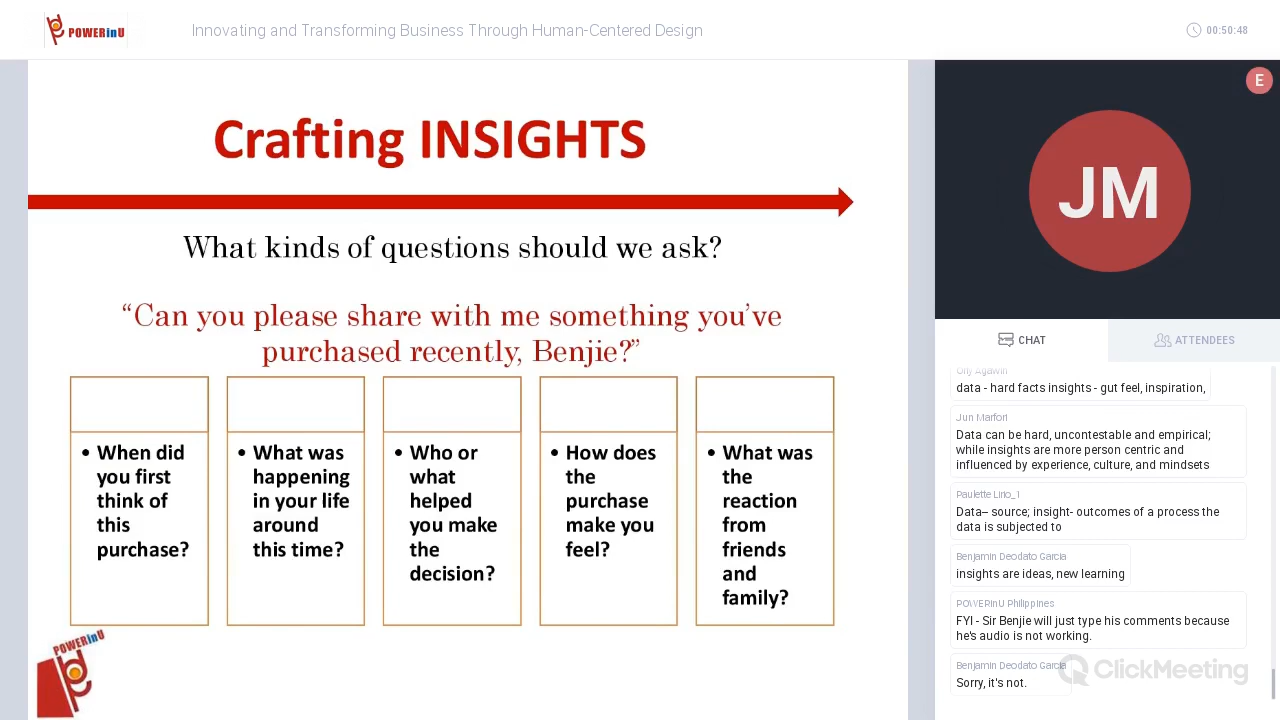 POWERinU
Innovating and Transforming Business Through Human-Centered Design
00:50:48
Crafting INSIGHTS
What kinds of questions should we ask?
“Can you please share with me something you’ve
purchased recently, Benjie?”
• When did
you first
think of
this
purchase?
• What was
happening
in your life
around
this time?
• Who or
what
helped
you make
the
decision?
• How does
the
purchase
make you
feel?
• What was
the
reaction
from
friends
and
family?
POWERinU
E
JM
CHAT
ATTENDEES
Orly Agawin
data - hard facts insights - gut feel, inspiration,
Jun Marfori
Data can be hard, uncontestable and empirical;
while insights are more person centric and
influenced by experience, culture, and mindsets
Paulette Lirio_1
Data– source; insight- outcomes of a process the
data is subjected to
Benjamin Deodato Garcia
insights are ideas, new learning
POWERinU Philippines
FYI - Sir Benjie will just type his comments because
he's audio is not working.
Benjamin Deodato Garcia
Sorry, it's not.
ClickMeeting